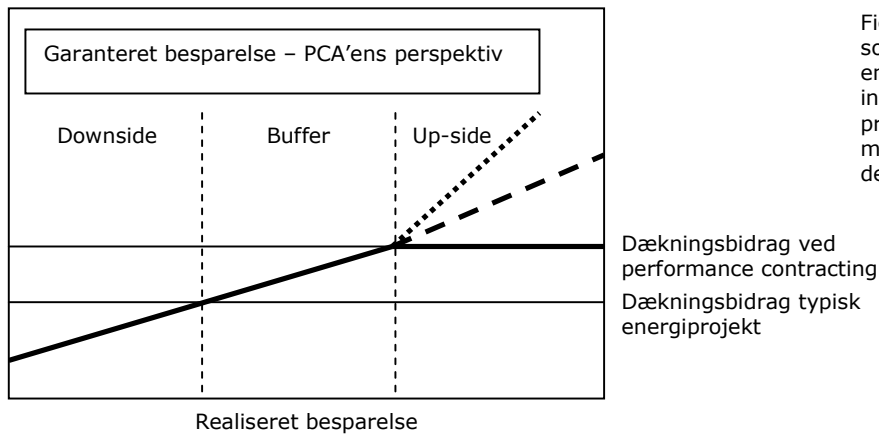 Garanteret besparelse – PCA'ens perspektiv
Downside
Buffer
Up-side
Dækningsbidrag ved
performance contracting
Dækningsbidrag typisk
energiprojekt
Realiseret besparelse